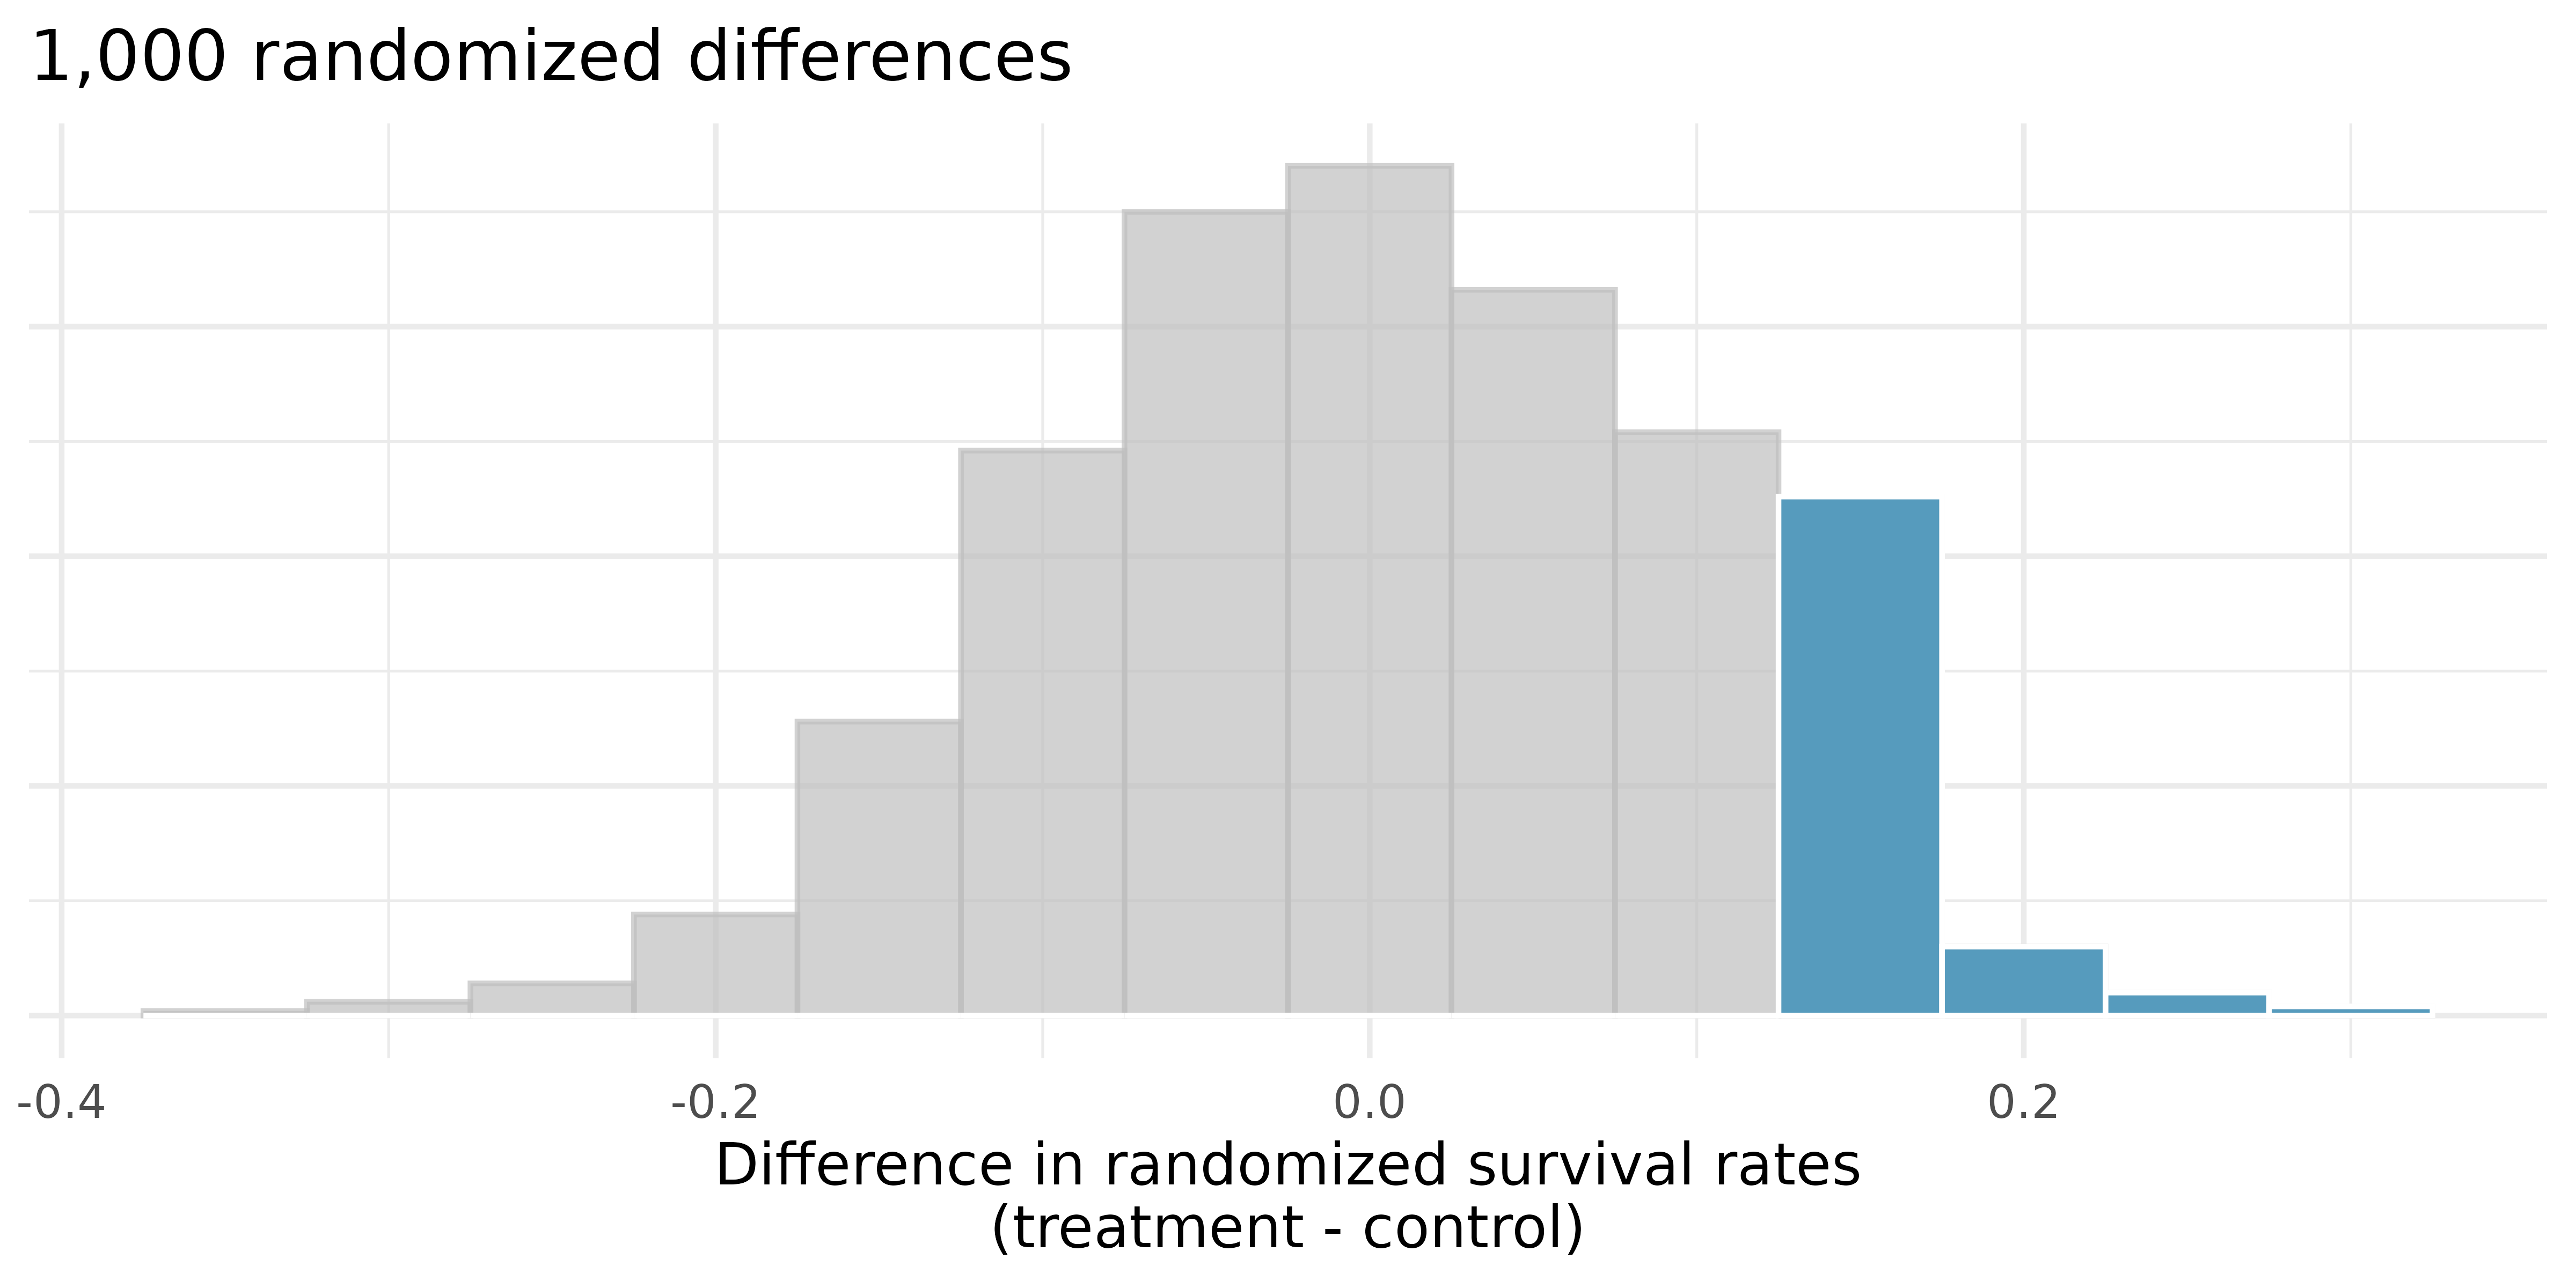 1,000 randomized differences
-0.4
-0.2
0.0
0.2
Difference in randomized survival rates
(treatment - control)